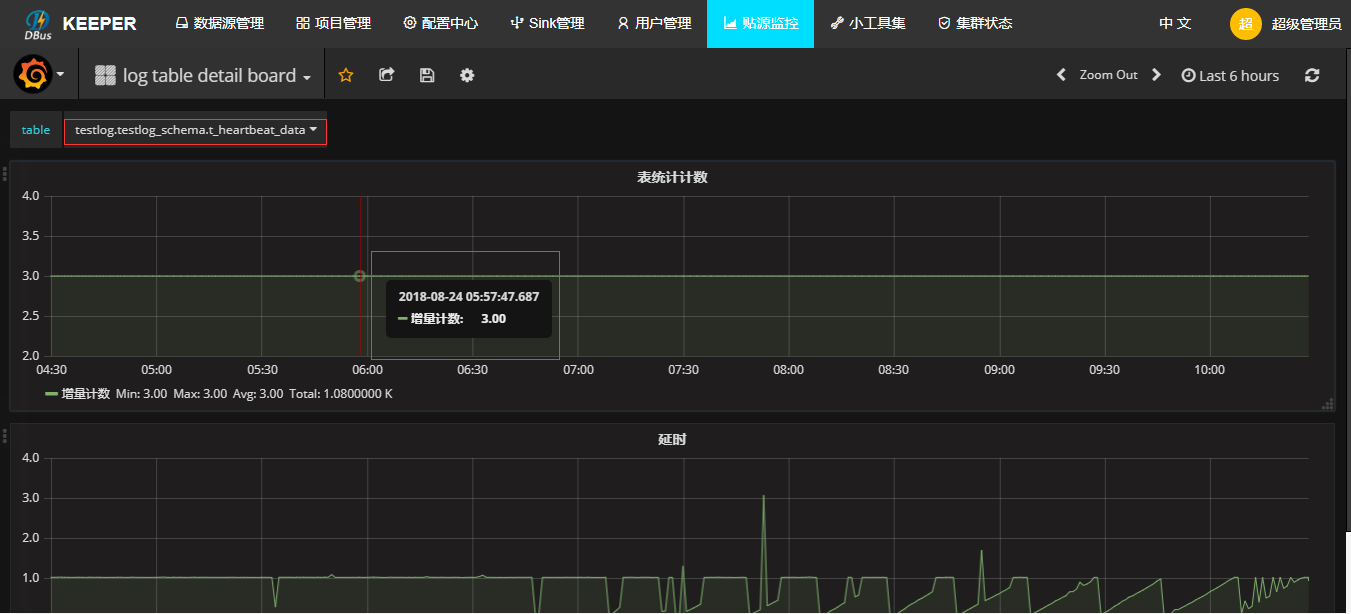 DBus KEEPER 数据源管理 项目管理 配置中心 Sink管理 用户管理 贴源监控 小工具集 集群状态 中 文 超 超级管理员
log table detail board Zoom Out Last 6 hours
table testlog.testlog_schema.t_heartbeat_data
表统计计数
4.0
3.5
3.0
2.5
2.0
2018-08-24 05:57:47.687
增量计数: 3.00
04:30 05:00 05:30 06:00 06:30 07:00 07:30 08:00 08:30 09:00 09:30 10:00
增量计数 Min: 3.00 Max: 3.00 Avg: 3.00 Total: 1.0800000 K
延时
4.0
3.0
2.0
1.0